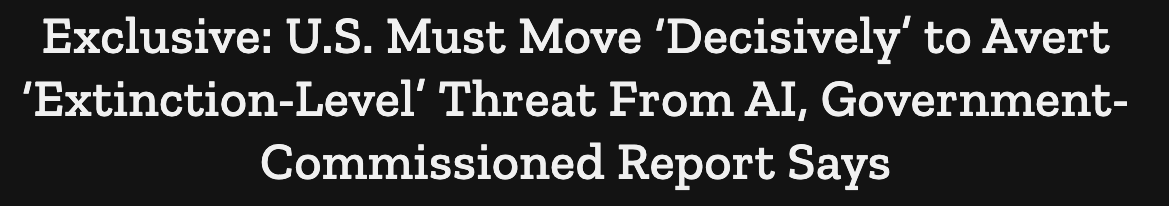 Exclusive: U.S. Must Move ‘Decisively’ to Avert
‘Extinction-Level’ Threat From AI, Government-
Commissioned Report Says